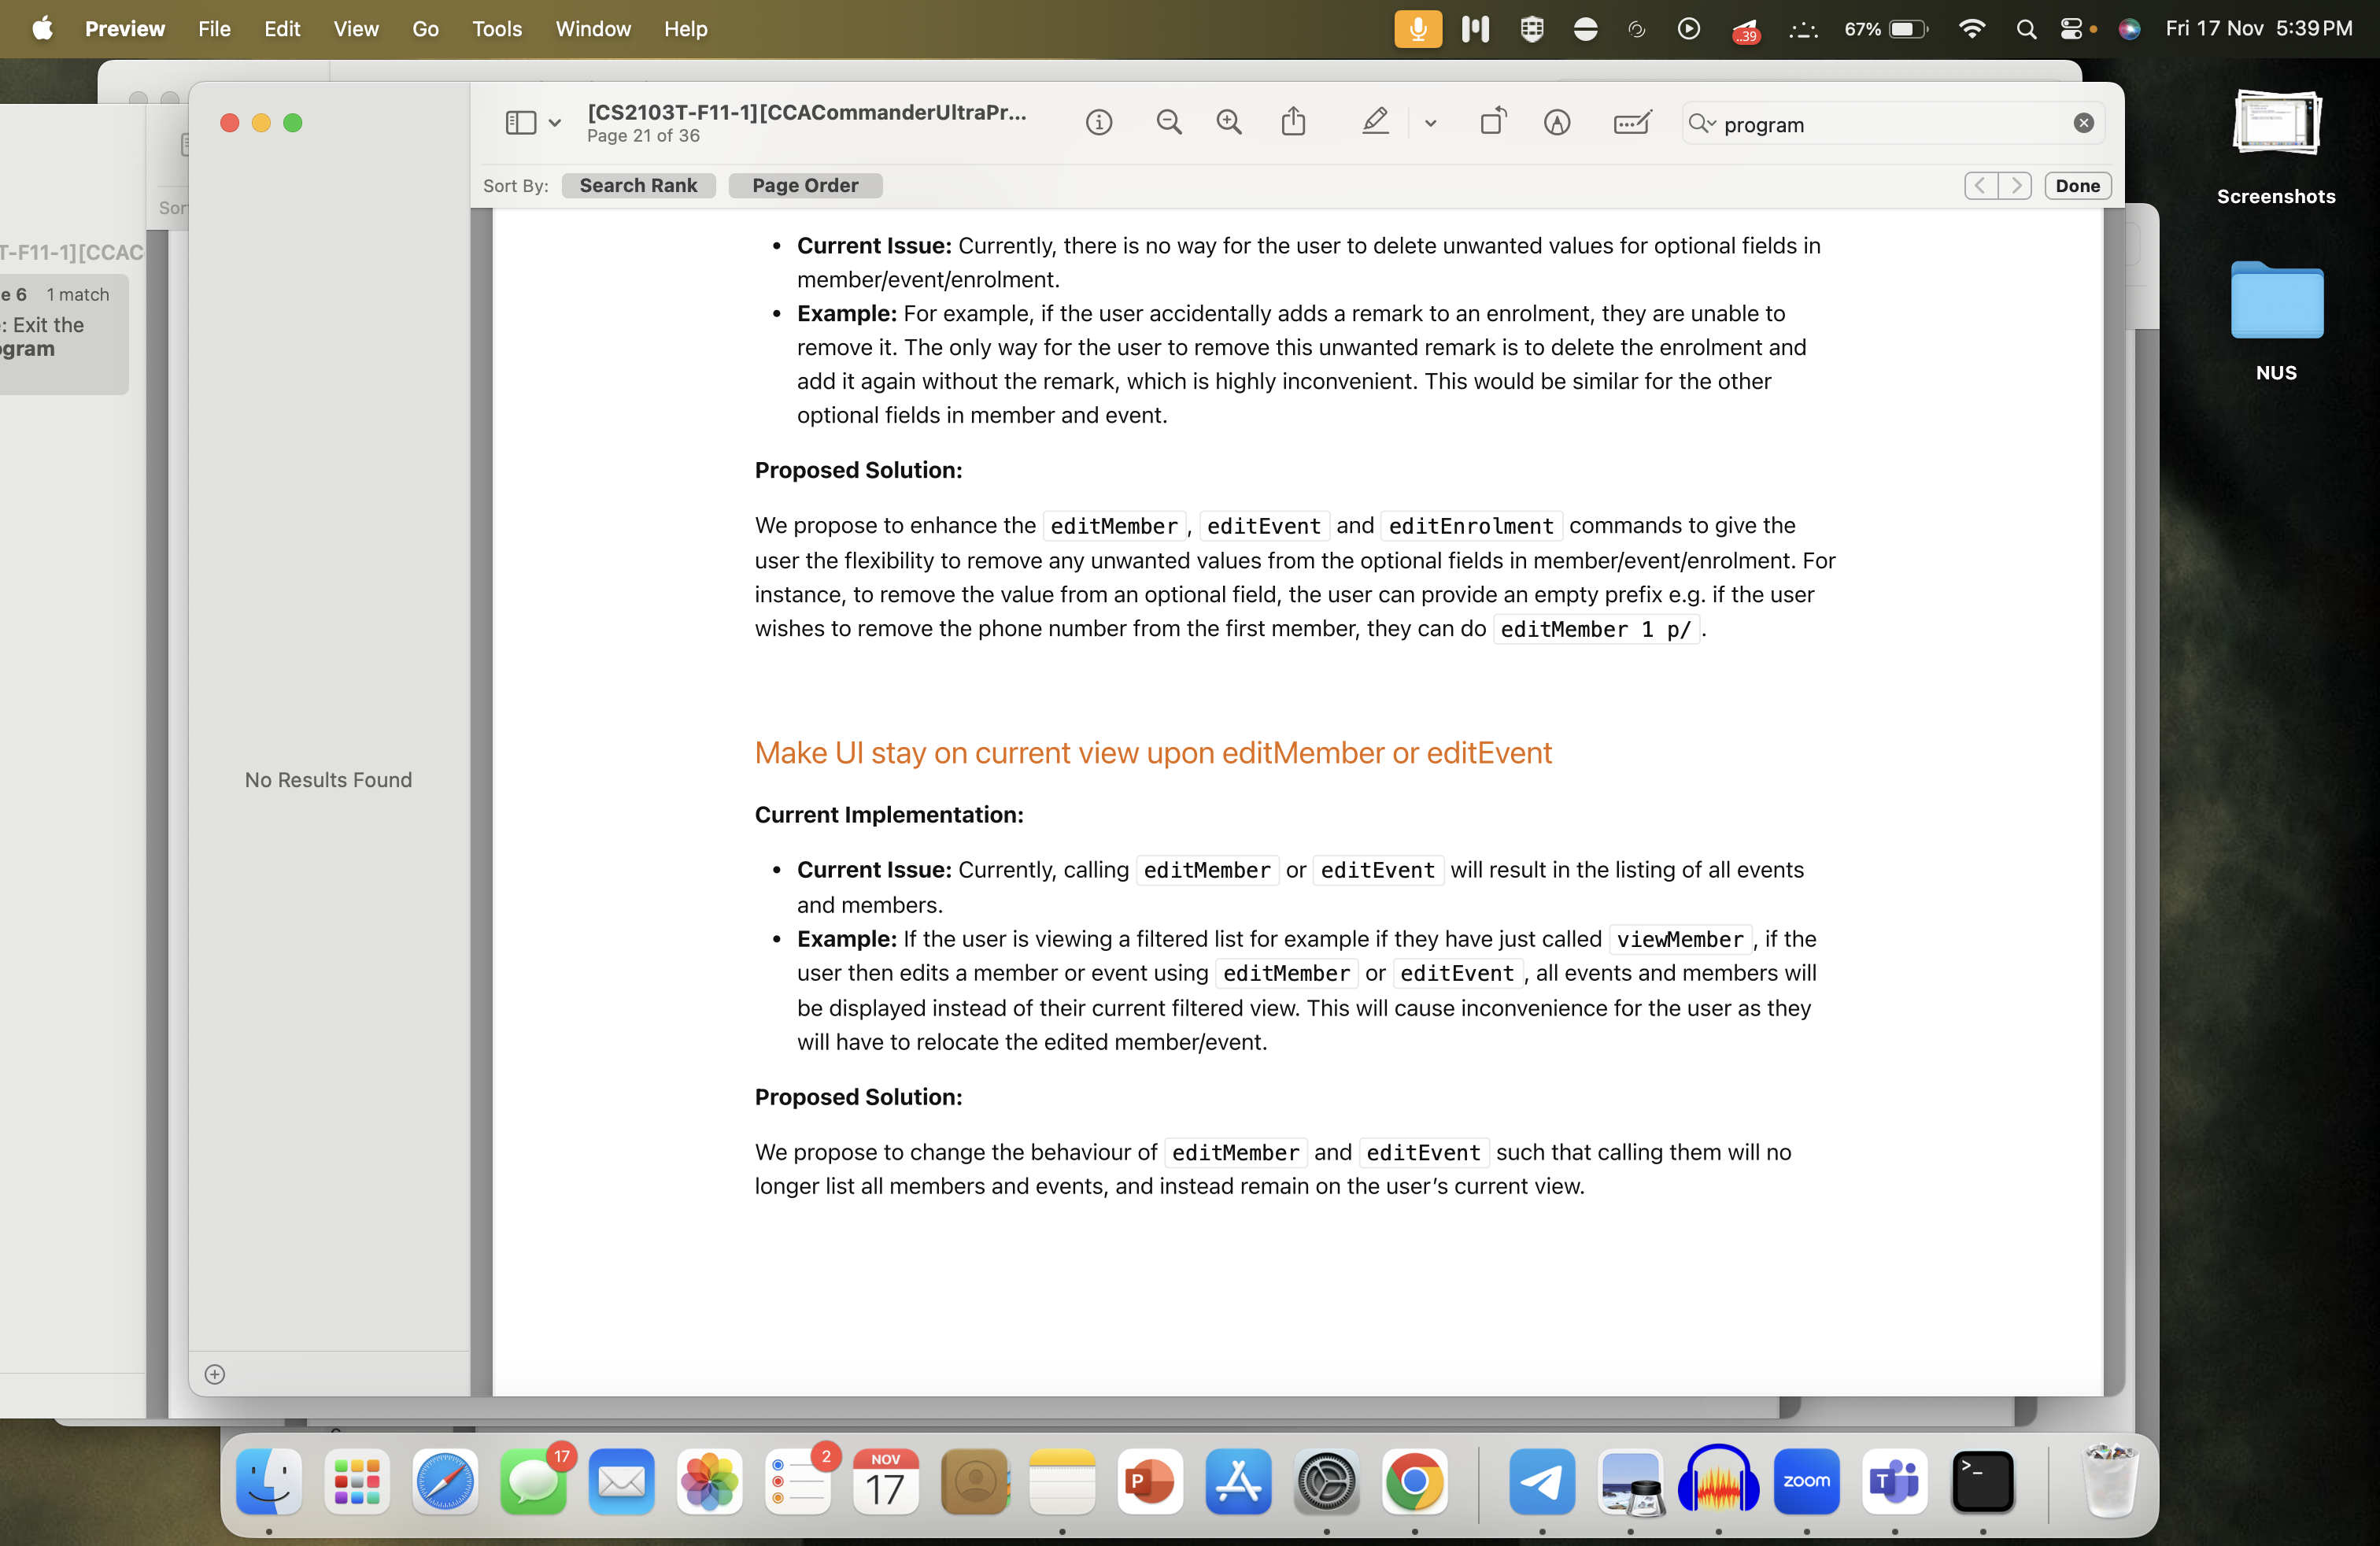 Preview File Edit View Go Tools Window Help
..39
67%
Fri 17 Nov 5:39 PM
[CS2103T-F11-1][CCACommanderUltraPr...
Page 21 of 36
program
Sort By: Search Rank Page Order
Done
Screenshots
NUS
T-F11-1][CCAC
e 6 1 match
: Exit the
gram
No Results Found
• Current Issue: Currently, there is no way for the user to delete unwanted values for optional fields in
member/event/enrolment.
• Example: For example, if the user accidentally adds a remark to an enrolment, they are unable to
remove it. The only way for the user to remove this unwanted remark is to delete the enrolment and
add it again without the remark, which is highly inconvenient. This would be similar for the other
optional fields in member and event.
Proposed Solution:
We propose to enhance the editMember, editEvent and editEnrolment commands to give the
user the flexibility to remove any unwanted values from the optional fields in member/event/enrolment. For
instance, to remove the value from an optional field, the user can provide an empty prefix e.g. if the user
wishes to remove the phone number from the first member, they can do editMember 1 p/.
Make UI stay on current view upon editMember or editEvent
Current Implementation:
• Current Issue: Currently, calling editMember or editEvent will result in the listing of all events
and members.
• Example: If the user is viewing a filtered list for example if they have just called viewMember, if the
user then edits a member or event using editMember or editEvent, all events and members will
be displayed instead of their current filtered view. This will cause inconvenience for the user as they
will have to relocate the edited member/event.
Proposed Solution:
We propose to change the behaviour of editMember and editEvent such that calling them will no
longer list all members and events, and instead remain on the user's current view.
17
2
NOV
17
P
zoom
T
>_